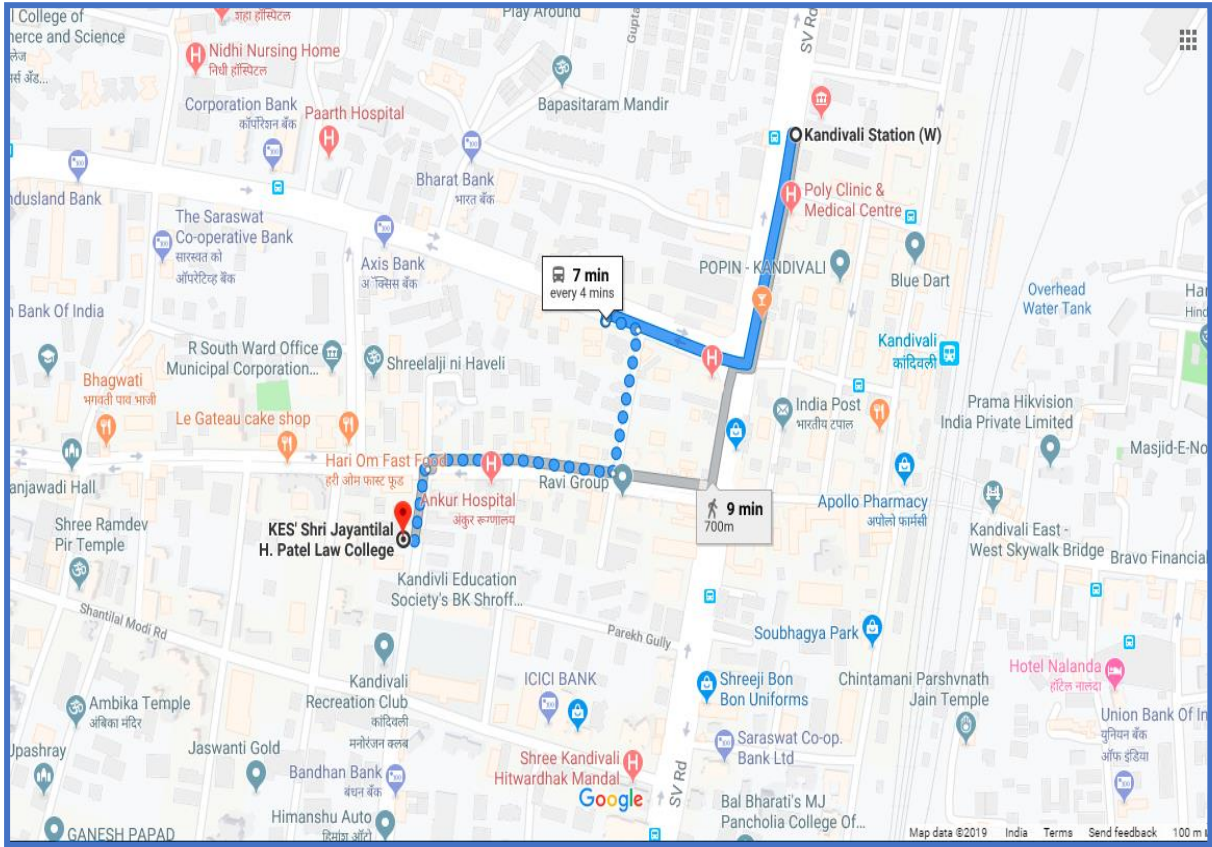 l College of
nerce and Science
लेज
र्स अँड...
शहा हॉस्पिटल
Play Around
Gupta
SV Rd
Nidhi Nursing Home
निधी हॉस्पिटल
Corporation Bank
कॉर्पोरेशन बँक
Paarth Hospital
Bapasitaram Mandir
Kandivali Station (W)
Bharat Bank
भारत बँक
Poly Clinic &
Medical Centre
ndusland Bank
The Saraswat
Co-operative Bank
सारस्वत को
ऑपरेटिव्ह बँक
Axis Bank
अ‍ॅक्सिस बँक
7 min
every 4 mins
POPIN - KANDIVALI
Blue Dart
Overhead
Water Tank
Har
Hind
n Bank Of India
R South Ward Office
Municipal Corporation...
Shreelalji ni Haveli
Kandivali
कांदिवली
Bhagwati
भगवती पाव भाजी
Le Gateau cake shop
India Post
भारतीय टपाल
Prama Hikvision
India Private Limited
Masjid-E-No
Hari Om Fast Food
हरी ओम फास्ट फूड
anjawadi Hall
Ankur Hospital
अंकुर रूग्णालय
Ravi Group
9 min
700m
Apollo Pharmacy
अपोलो फार्मसी
Shree Ramdev
Pir Temple
KES' Shri Jayantilal
H. Patel Law College
Kandivali East -
West Skywalk Bridge
Bravo Financial
Kandivli Education
Society's BK Shroff...
Shantilal Modi Rd
Parekh Gully
Soubhagya Park
Kandivali
Recreation Club
कांदिवली
मनोरंजन क्लब
ICICI BANK
Shreeji Bon
Bon Uniforms
Chintamani Parshvnath
Jain Temple
Hotel Nalanda
हॉटेल नालंदा
Ambika Temple
अंबिका मंदिर
Union Bank Of In
युनियन बँक
ऑफ इंडिया
Upashray
Jaswanti Gold
Bandhan Bank
बंधन बँक
Shree Kandivali
Hitwardhak Mandal
Saraswat Co-op.
Bank Ltd
Google
SV Rd
Himanshu Auto
हिमांशु ऑटो
Bal Bharati's MJ
Pancholia College Of...
GANESH PAPAD
Map data ©2019 India Terms Send feedback 100 m